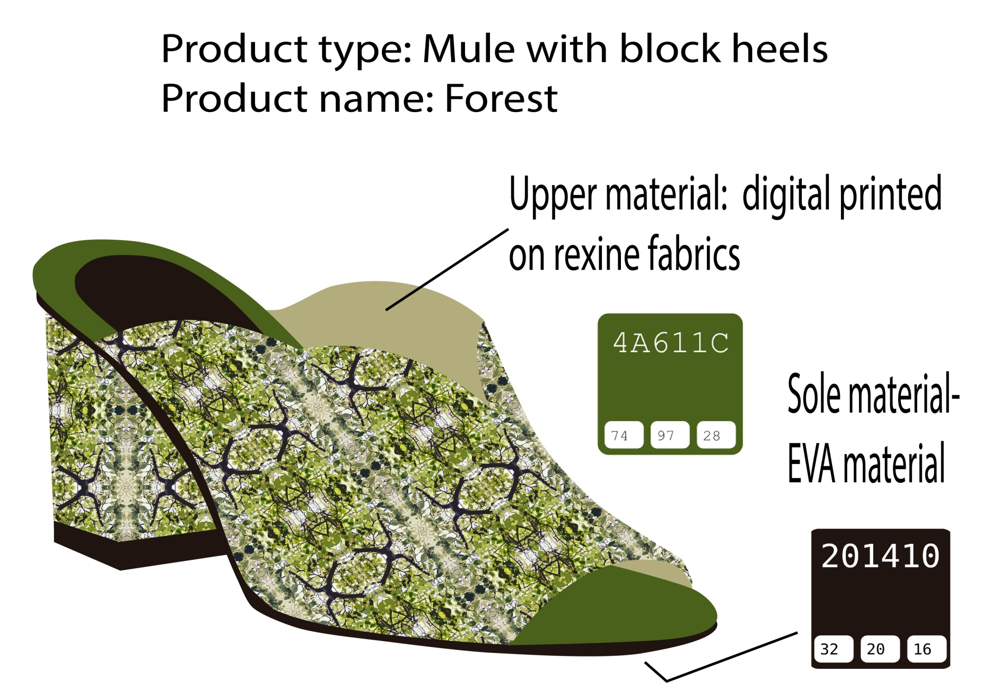 Product type: Mule with block heels
Product name: Forest
Upper material:  digital printed
on rexine fabrics
4A611C
74 97 28
Sole material-
EVA material
201410
32 20 16